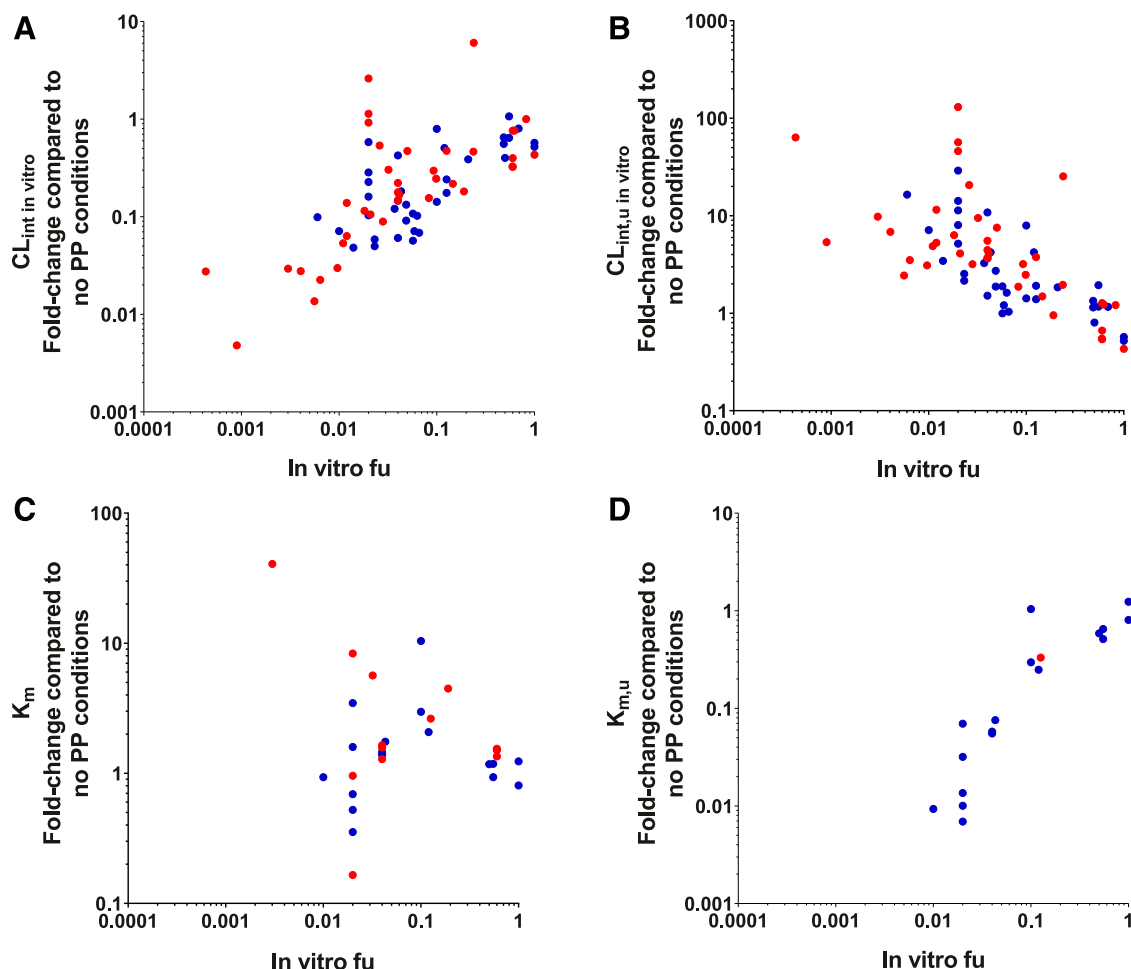 A
CL_int in vitro
Fold-change compared to
no PP conditions
10
1
0.1
0.01
0.001
0.0001 0.001 0.01 0.1 1
In vitro fu
B
CL_int,u in vitro
Fold-change compared to
no PP conditions
1000
100
10
1
0.1
0.0001 0.001 0.01 0.1 1
In vitro fu
C
K_m
Fold-change compared to
no PP conditions
100
10
1
0.1
0.0001 0.001 0.01 0.1 1
In vitro fu
D
K_m,u
Fold-change compared to
no PP conditions
10
1
0.1
0.01
0.001
0.0001 0.001 0.01 0.1 1
In vitro fu